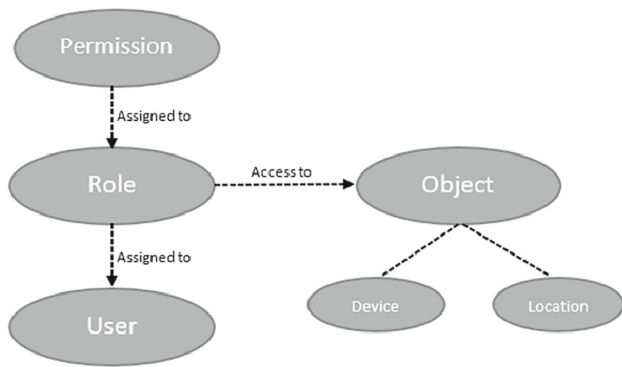 Permission
Assigned to
Role
Access to
Object
Assigned to
Device
Location
User